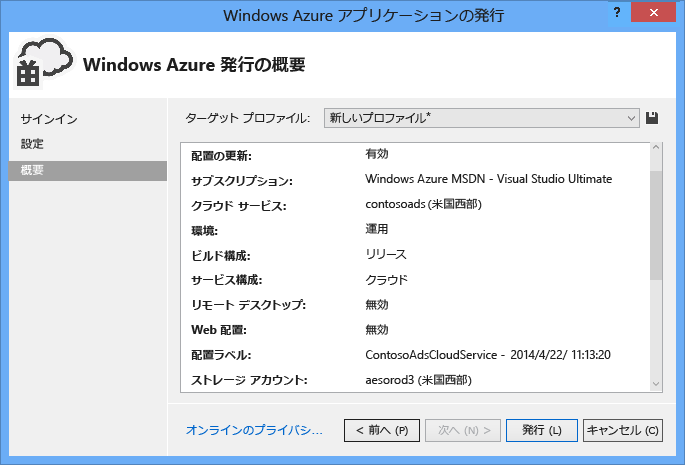 Windows Azure アプリケーションの発行
?
Windows Azure 発行の概要
サインイン
設定
概要
ターゲット プロファイル: 新しいプロファイル*
配置の更新: 有効
サブスクリプション: Windows Azure MSDN - Visual Studio Ultimate
クラウド サービス: contosoads (米国西部)
環境: 運用
ビルド構成: リリース
サービス構成: クラウド
リモート デスクトップ: 無効
Web 配置: 無効
配置ラベル: ContosoAdsCloudService - 2014/4/22/ 11:13:20
ストレージ アカウント: aesorod3 (米国西部)
オンラインのプライバシ... < 前へ (P) 次へ (N) > 発行 (L) キャンセル (C)